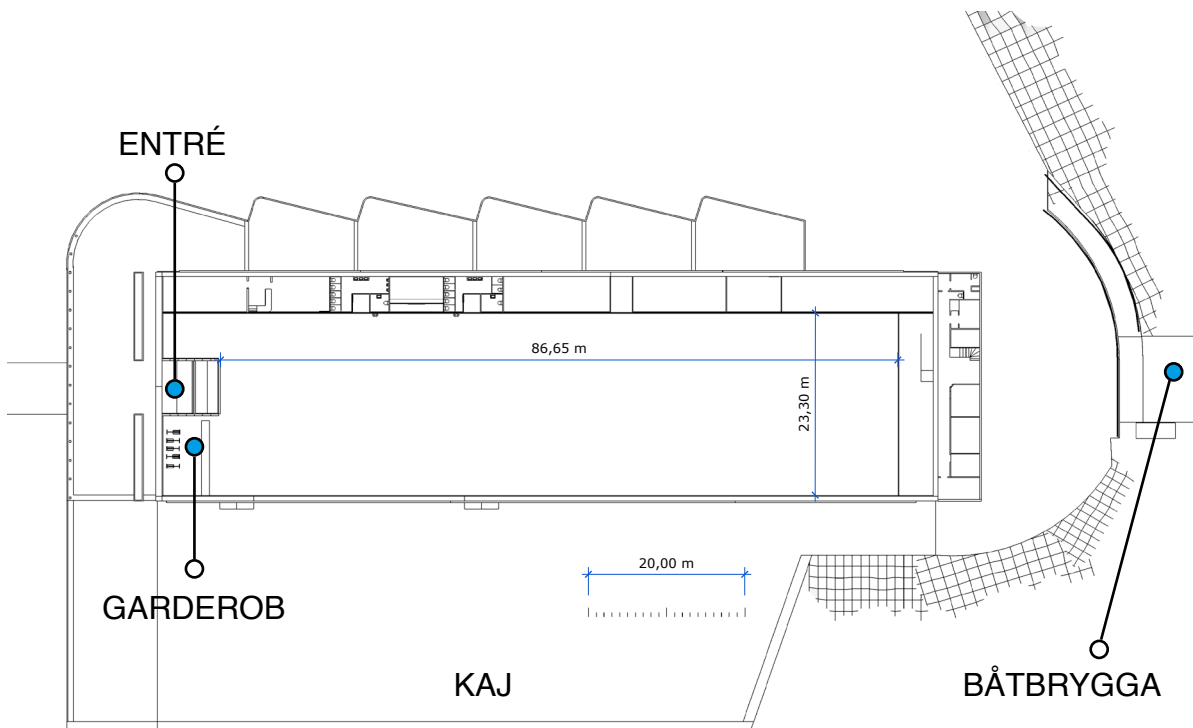 ENTRÉ
86,65 m
23,30 m
20,00 m
GARDEROB
KAJ
BÅTBRYGGA